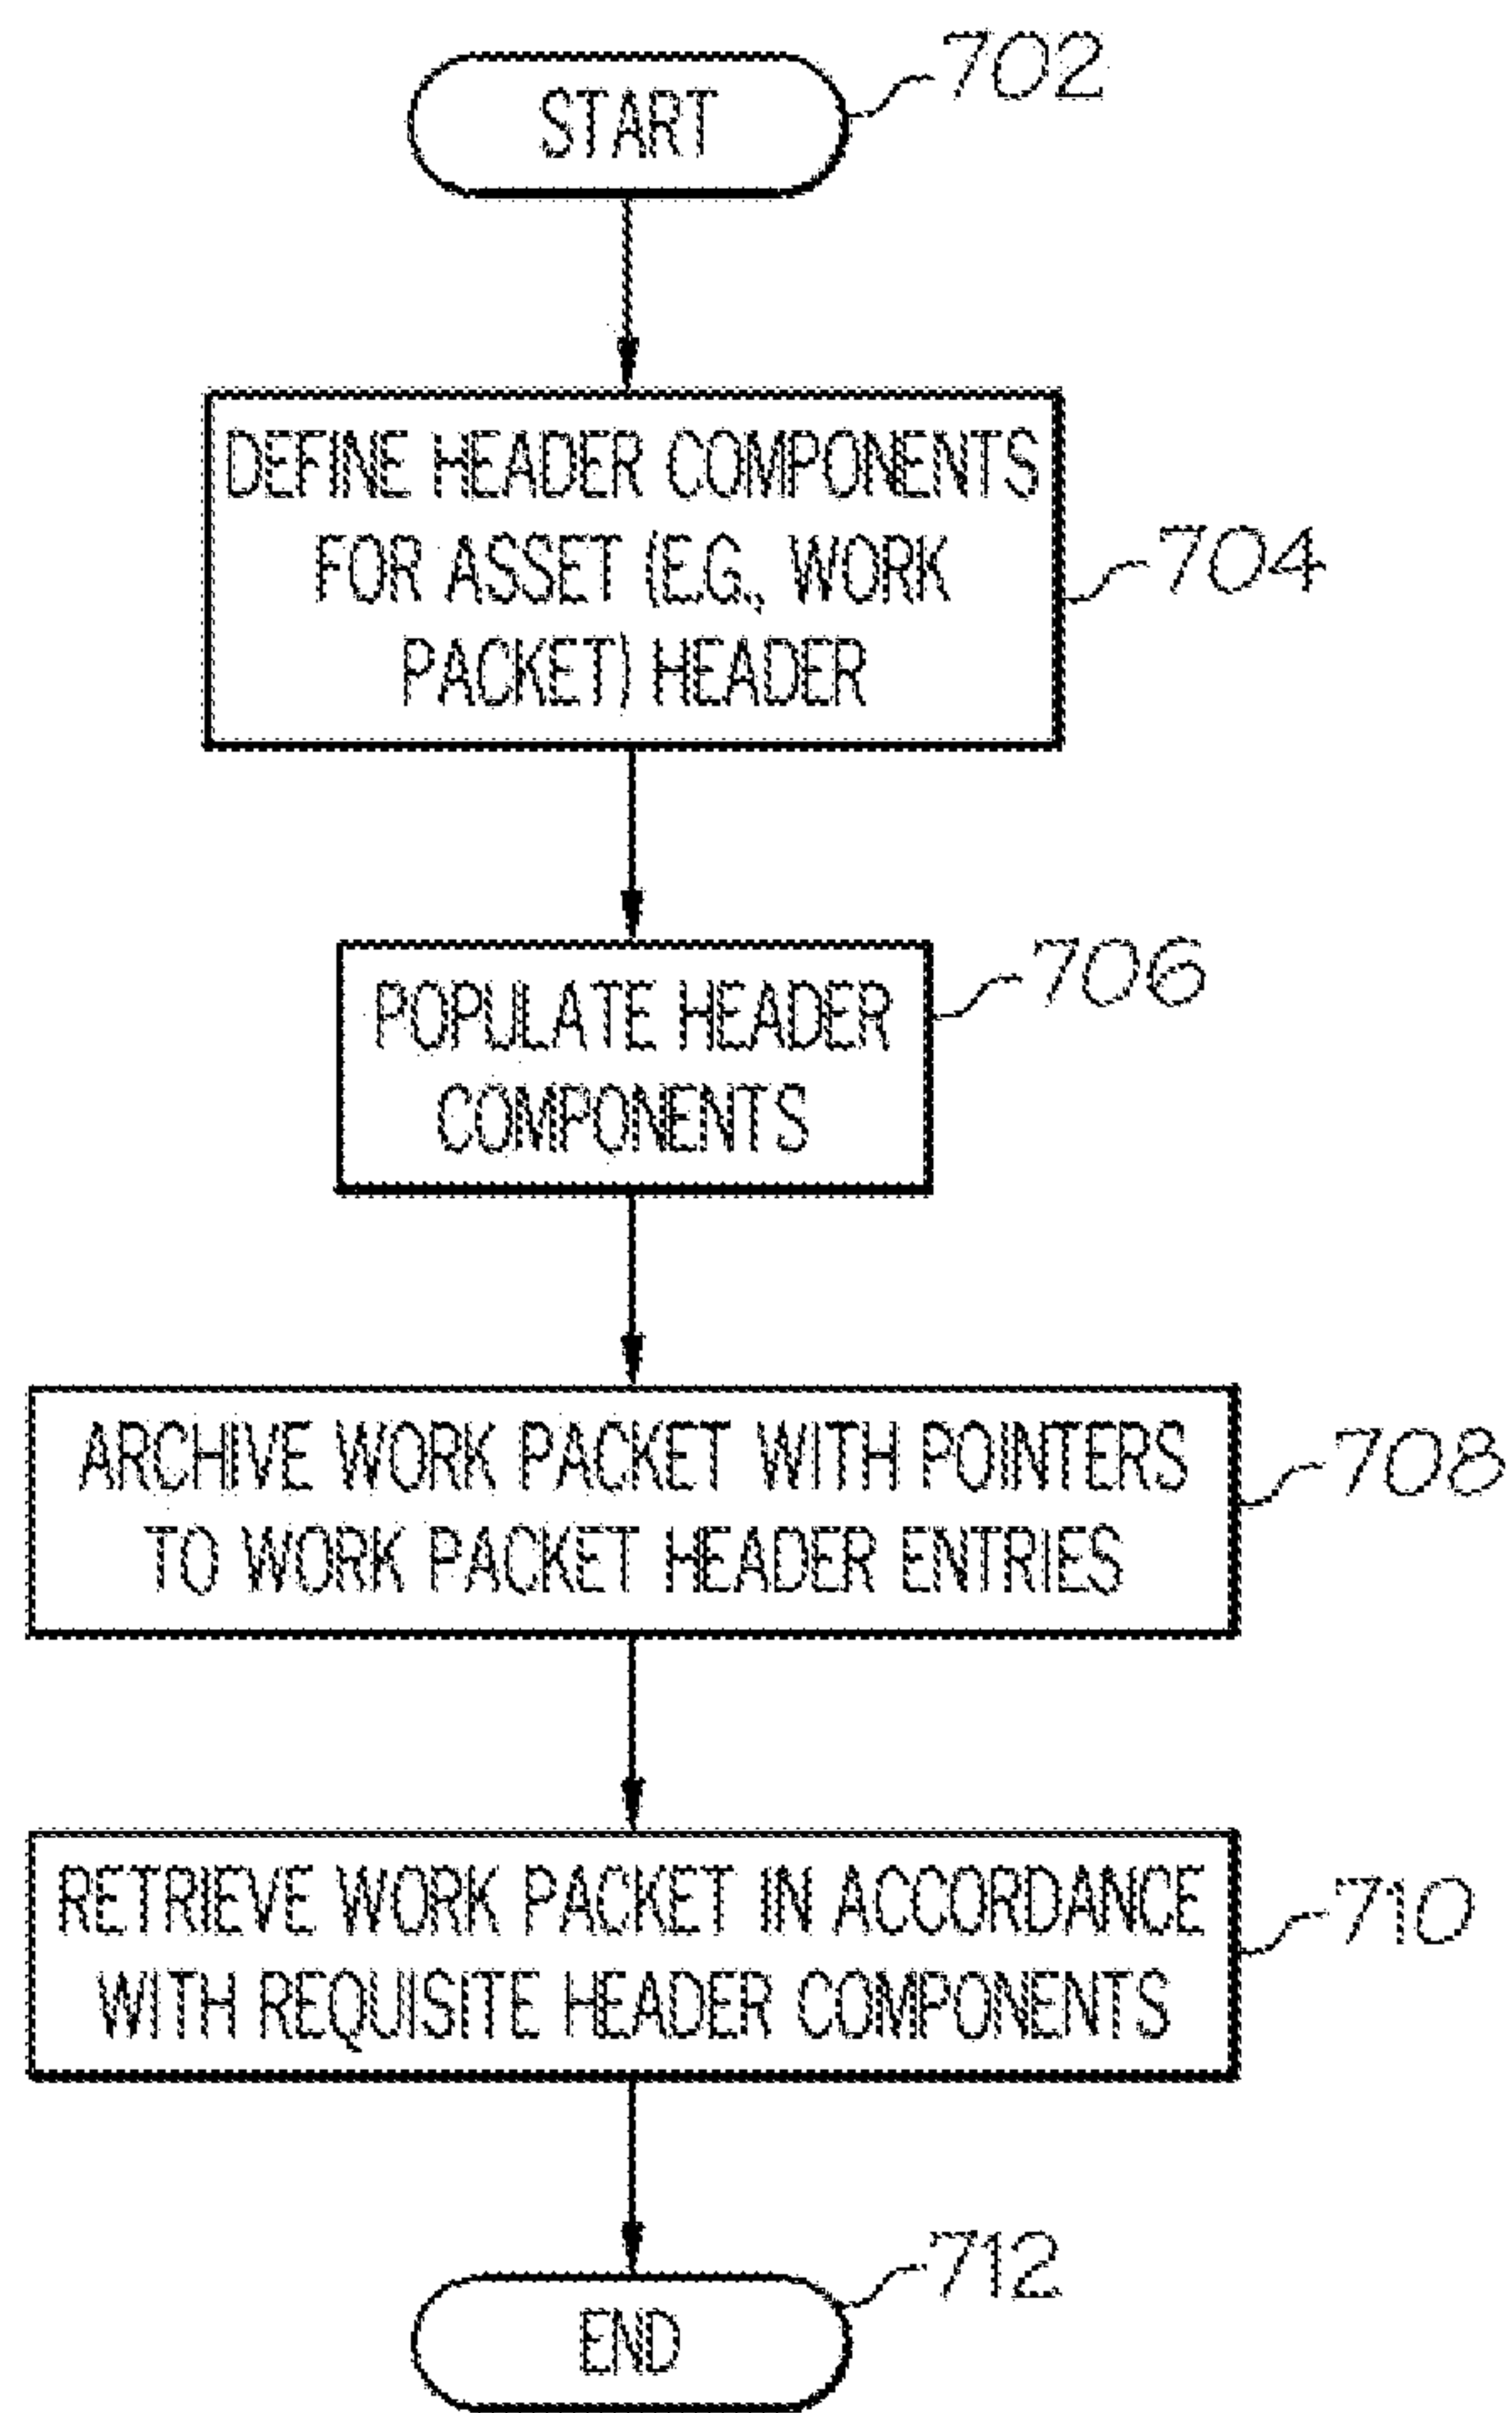 START
702
DEFINE HEADER COMPONENTS
FOR ASSET (E.G., WORK
PACKET) HEADER
704
POPULATE HEADER
COMPONENTS
706
ARCHIVE WORK PACKET WITH POINTERS
TO WORK PACKET HEADER ENTRIES
708
RETRIEVE WORK PACKET IN ACCORDANCE
WITH REQUISITE HEADER COMPONENTS
710
END
712